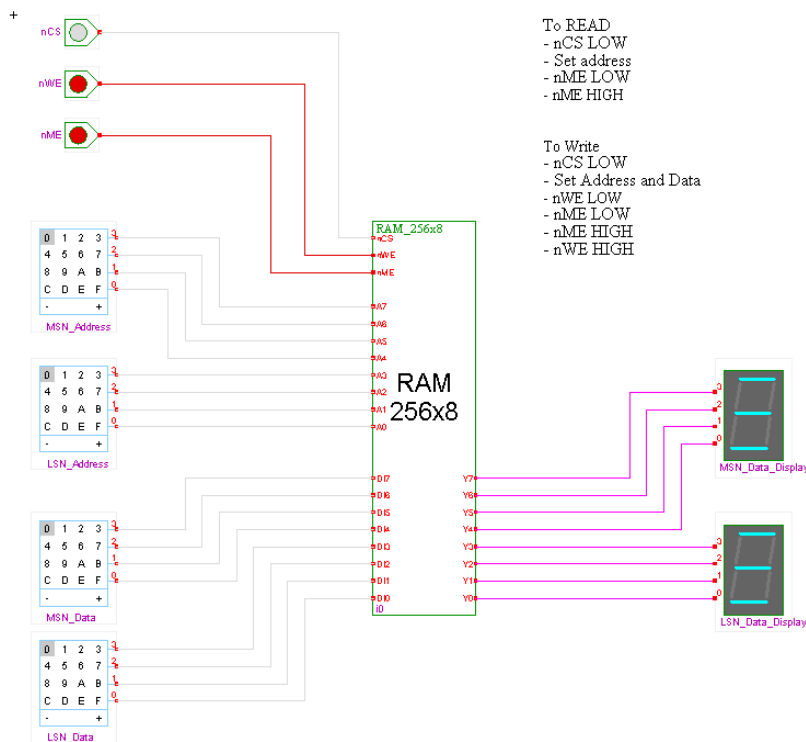 +
nCS
nWE
nME
To READ
- nCS LOW
- Set address
- nME LOW
- nME HIGH
To Write
- nCS LOW
- Set Address and Data
- nWE LOW
- nME LOW
- nME HIGH
- nWE HIGH
0 1 2 3 3
4 5 6 7 2
8 9 A B 1
C D E F 0
- +
MSN_Address
0 1 2 3 3
4 5 6 7 2
8 9 A B 1
C D E F 0
- +
LSN_Address
0 1 2 3 3
4 5 6 7 2
8 9 A B 1
C D E F 0
- +
MSN_Data
0 1 2 3 3
4 5 6 7 2
8 9 A B 1
C D E F 0
- +
LSN_Data
RAM_256x8
nCS
nWE
nME
A7
A6
A5
A4
A3
A2
A1
A0
RAM
256x8
DI7
DI6
DI5
DI4
DI3
DI2
DI1
DI0
i0
Y7
Y6
Y5
Y4
Y3
Y2
Y1
Y0
3
2
1
0
MSN_Data_Display
3
2
1
0
LSN_Data_Display